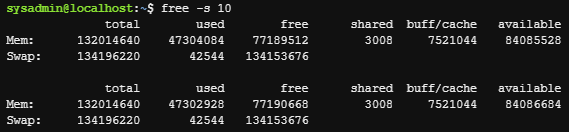 sysadmin@localhost:~$ free -s 10
total used free shared buff/cache available
Mem: 132014640 47304084 77189512 3008 7521044 84085528
Swap: 134196220 42544 134153676
total used free shared buff/cache available
Mem: 132014640 47302928 77190668 3008 7521044 84086684
Swap: 134196220 42544 134153676